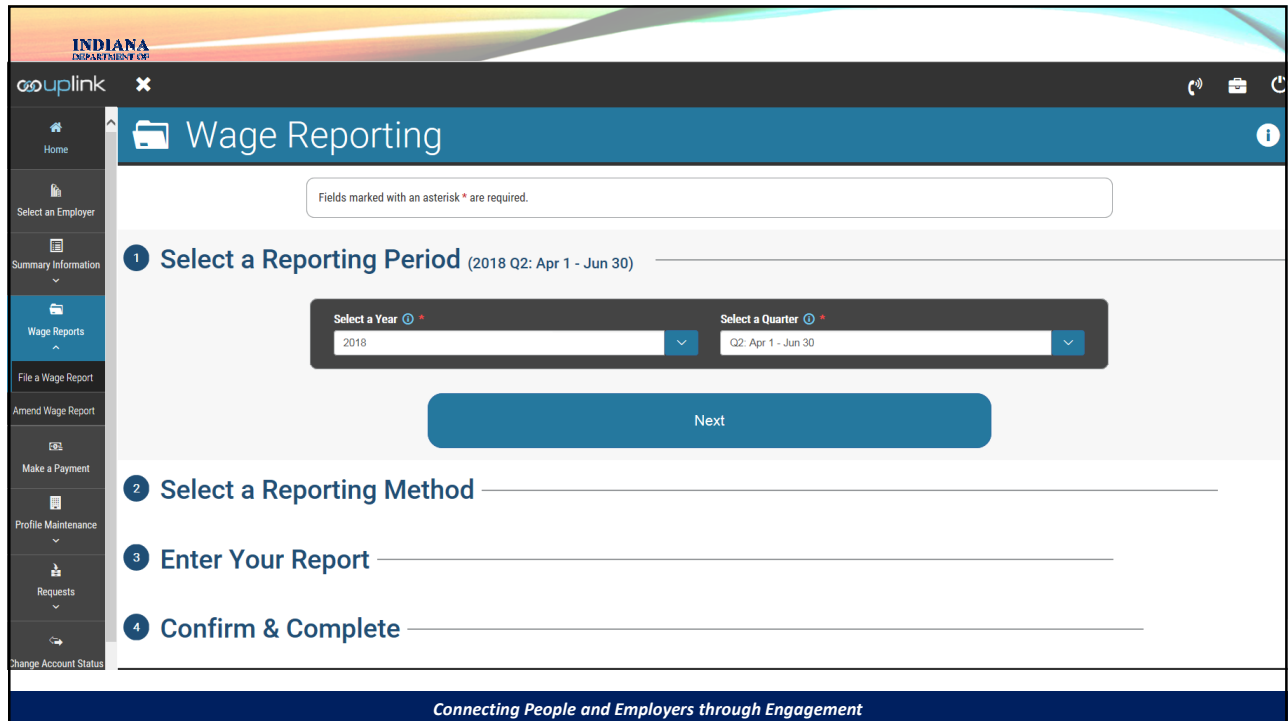 INDIANA
DEPARTMENT OF
uplink
Home
Select an Employer
Summary Information
Wage Reports
File a Wage Report
Amend Wage Report
Make a Payment
Profile Maintenance
Requests
Change Account Status
Wage Reporting
Fields marked with an asterisk * are required.
1 Select a Reporting Period (2018 Q2: Apr 1 - Jun 30)
Select a Year * Select a Quarter *
2018 Q2: Apr 1 - Jun 30
Next
2 Select a Reporting Method
3 Enter Your Report
4 Confirm & Complete
Connecting People and Employers through Engagement